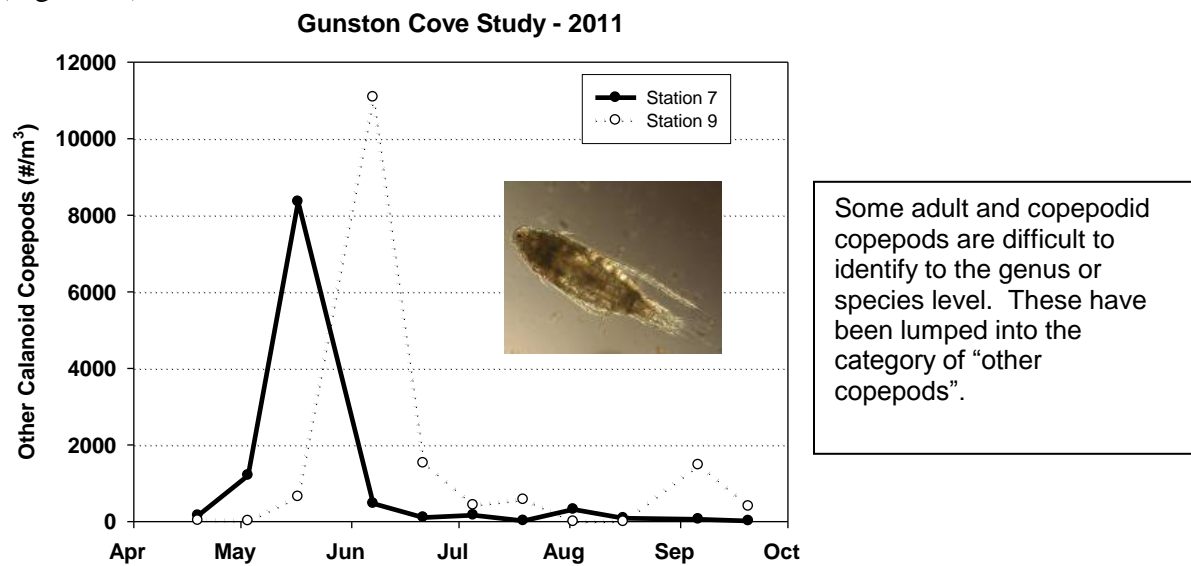 Gunston Cove Study - 2011
Other Calanoid Copepods (#/m³)
12000
10000
8000
6000
4000
2000
0
Apr May Jun Jul Aug Sep Oct
Station 7
Station 9
Some adult and copepodid
copepods are difficult to
identify to the genus or
species level. These have
been lumped into the
category of “other
copepods”.